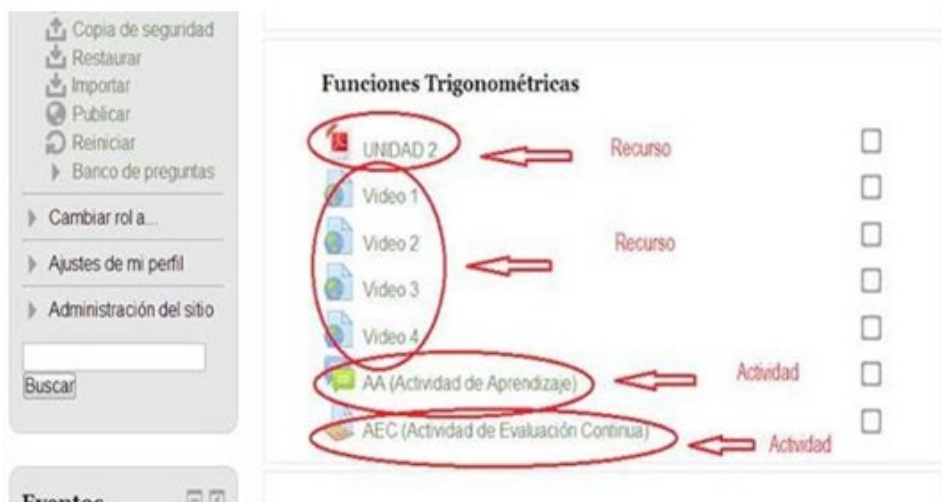 Copia de seguridad
Restaurar
Importar
Publicar
Reiniciar
Banco de preguntas
Cambiar rol a...
Ajustes de mi perfil
Administración del sitio
Buscar
Eventos
Funciones Trigonométricas
UNIDAD 2
Recurso
Video 1
Video 2
Recurso
Video 3
Video 4
AA (Actividad de Aprendizaje)
Actividad
AEC (Actividad de Evaluación Continua)
Actividad